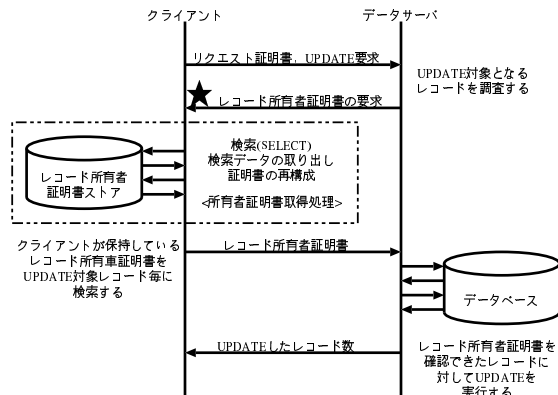 クライアント
データサーバ
リクエスト証明書，UPDATE要求
UPDATE対象となる
レコードを調査する
レコード所有者証明書の要求
検索(SELECT)
検索データの取り出し
証明書の再構成
<所有者証明書取得処理>
レコード所有者
証明書ストア
クライアントが保持している
レコード所有車証明書を
UPDATE対象レコード毎に
検索する
レコード所有者証明書
データベース
UPDATEしたレコード数
レコード所有者証明書を
確認できたレコードに
対してUPDATEを
実行する